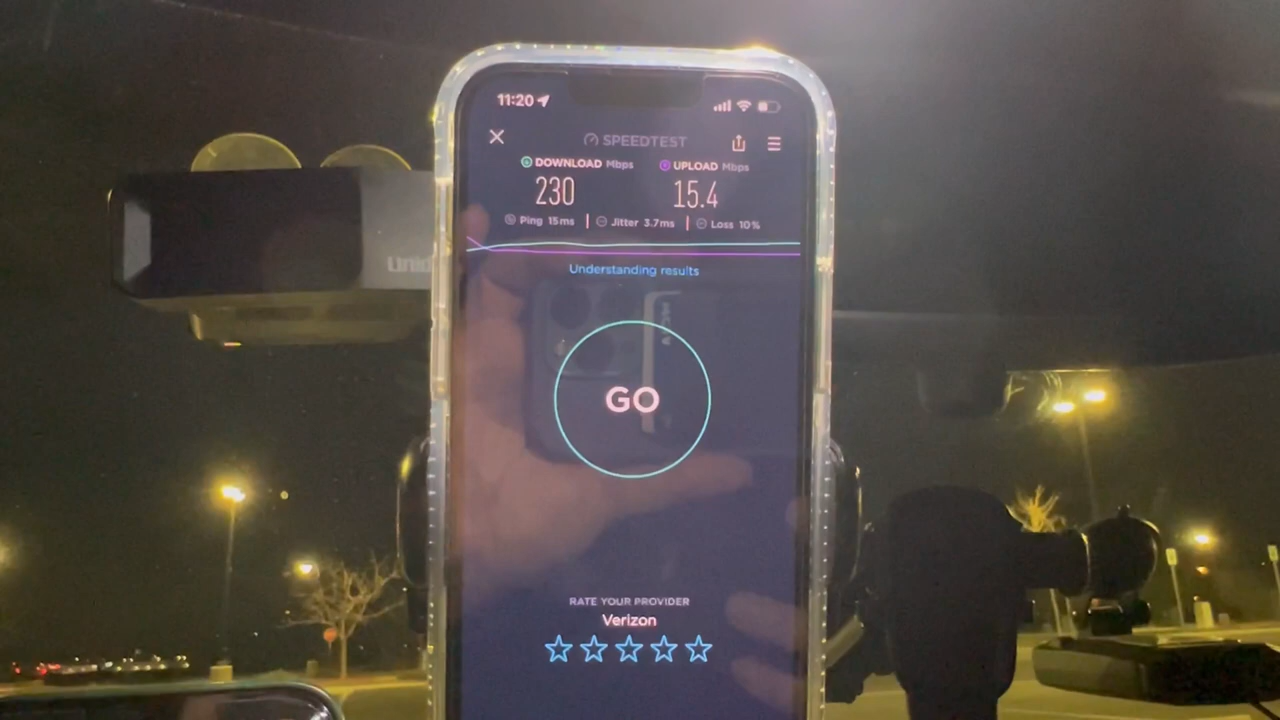 11:20
SPEEDTEST
DOWNLOAD Mbps UPLOAD Mbps
230 15.4
Ping 15ms Jitter 3.7ms Loss 10%
Understanding results
GO
RATE YOUR PROVIDER
Verizon